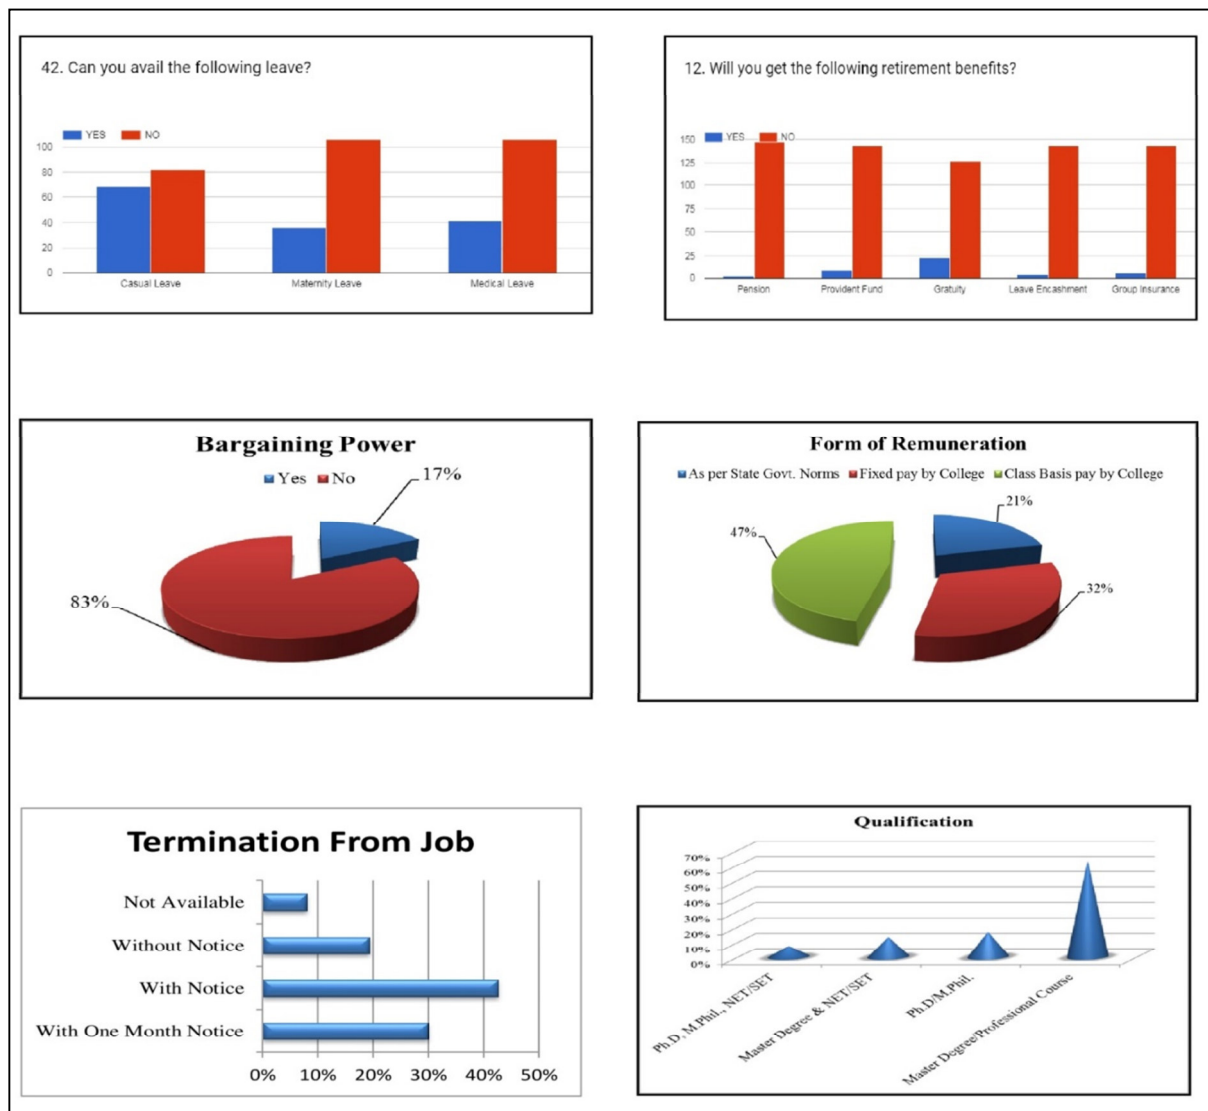 42. Can you avail the following leave?
YES NO
100
80
60
40
20
0
Casual Leave Maternity Leave Medical Leave
12. Will you get the following retirement benefits?
YES NO
150
125
100
75
50
25
0
Pension Provident Fund Gratuity Leave Encashment Group Insurance
Bargaining Power
Yes No
17%
83%
Form of Remuneration
As per State Govt. Norms Fixed pay by College Class Basis pay by College
21%
47%
32%
Termination From Job
Not Available
Without Notice
With Notice
With One Month Notice
0% 10% 20% 30% 40% 50%
Qualification
70%
60%
50%
40%
30%
20%
10%
0%
Ph.D, M.Phil., NET/SET
Master Degree & NET/SET
Ph.D/M.Phil.
Master Degree/Professional Course